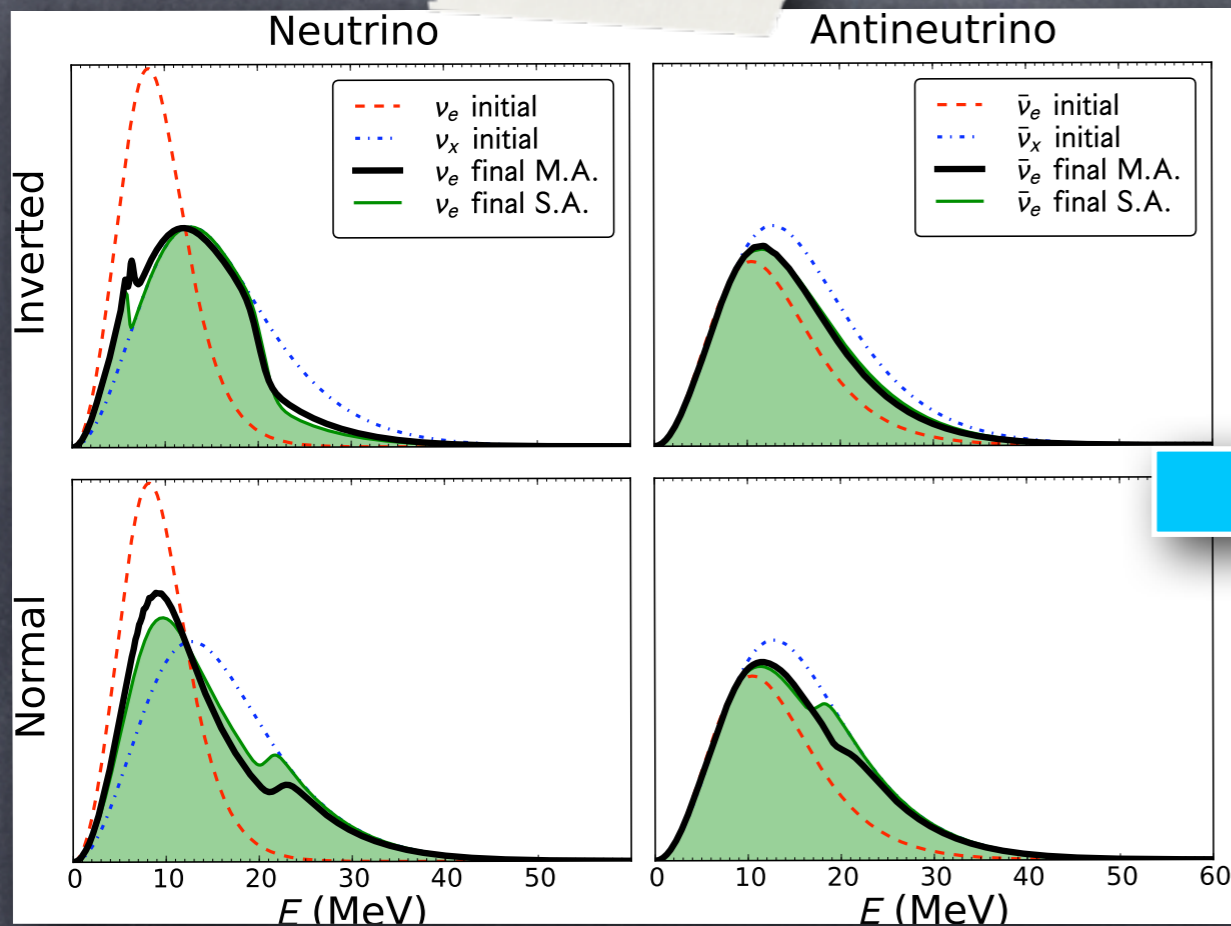 Neutrino
Antineutrino
Inverted
νₑ initial
νₓ initial
νₑ final M.A.
νₑ final S.A.
ν̄ₑ initial
ν̄ₓ initial
ν̄ₑ final M.A.
ν̄ₑ final S.A.
Normal
0 10 20 30 40 50
E (MeV)
0 10 20 30 40 50 60
E (MeV)